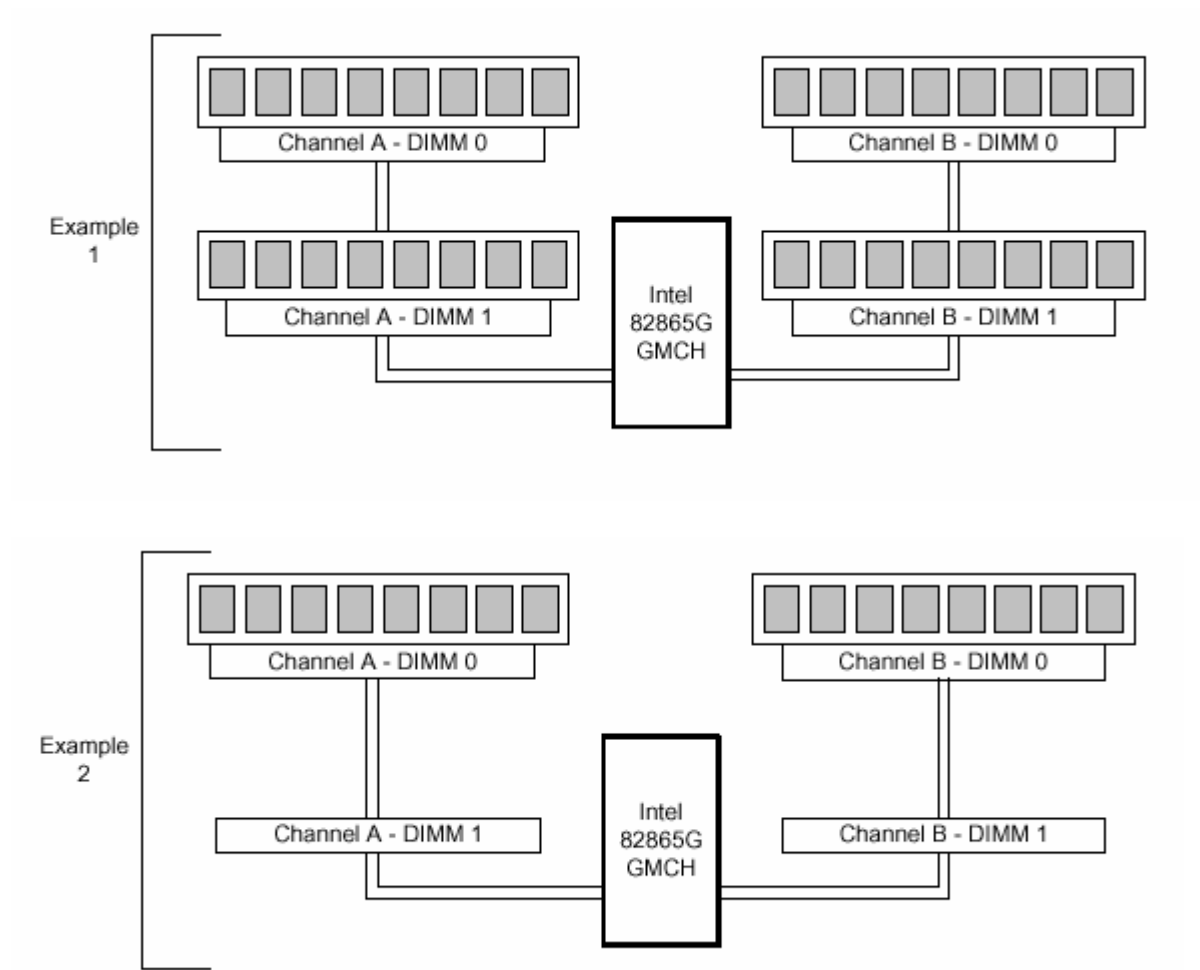 Channel A - DIMM 0
Channel B - DIMM 0
Example
1
Channel A - DIMM 1
Intel
82865G
GMCH
Channel B - DIMM 1
Channel A - DIMM 0
Channel B - DIMM 0
Example
2
Channel A - DIMM 1
Intel
82865G
GMCH
Channel B - DIMM 1